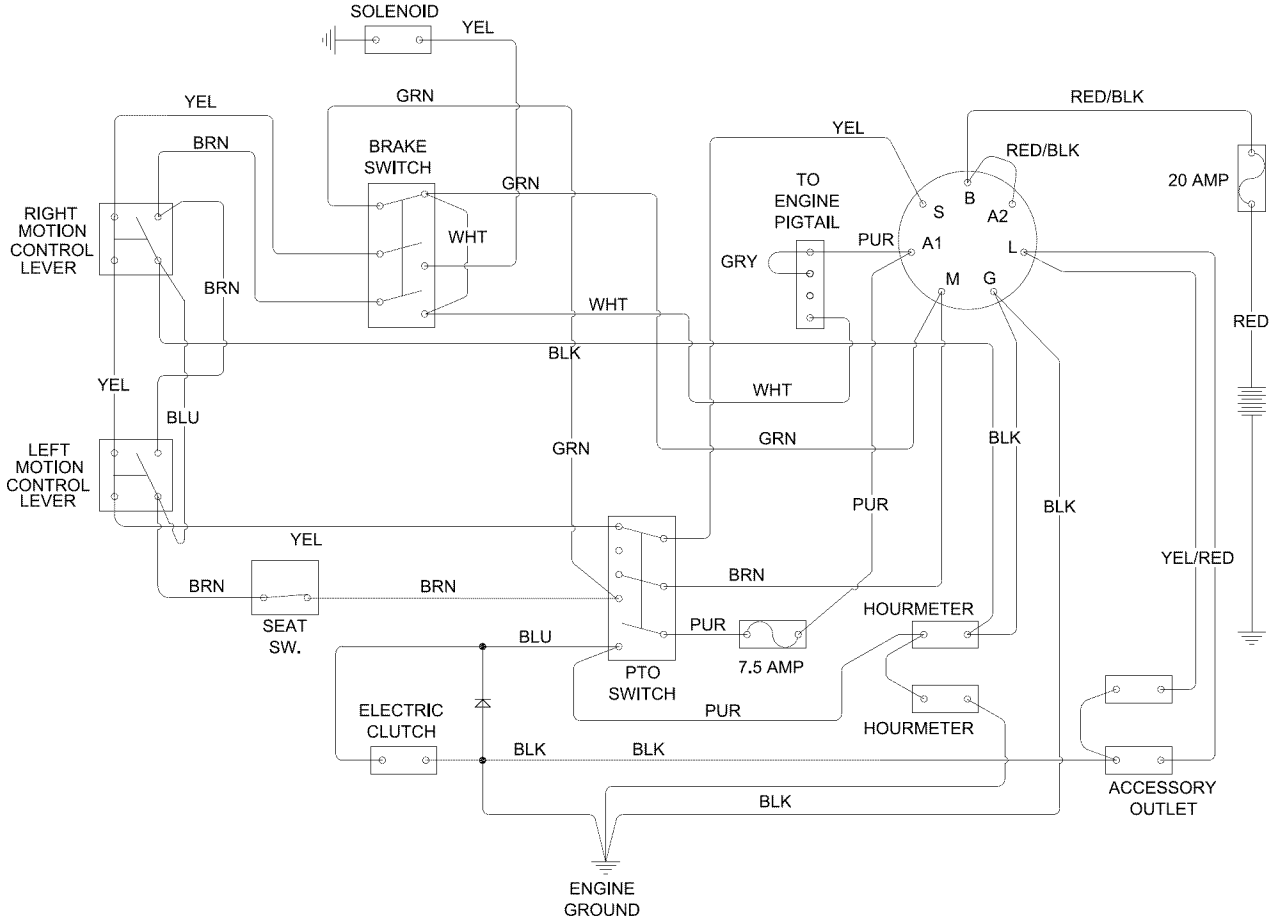 SOLENOID
YEL
RED/BLK
GRN
YEL
YEL
BRN
BRAKE
SWITCH
RED/BLK
TO
ENGINE
PIGTAIL
20 AMP
GRN
B
S
A2
RIGHT
MOTION
CONTROL
LEVER
WHT
PUR
A1
L
GRY
BRN
M
G
WHT
RED
BLK
YEL
WHT
BLU
GRN
BLK
LEFT
MOTION
CONTROL
LEVER
GRN
PUR
BLK
YEL
YEL/RED
BRN
BRN
BRN
HOURMETER
SEAT
SW.
BLU
PUR
7.5 AMP
PTO
SWITCH
ELECTRIC
CLUTCH
PUR
HOURMETER
BLK
BLK
ACCESSORY
OUTLET
BLK
ENGINE
GROUND